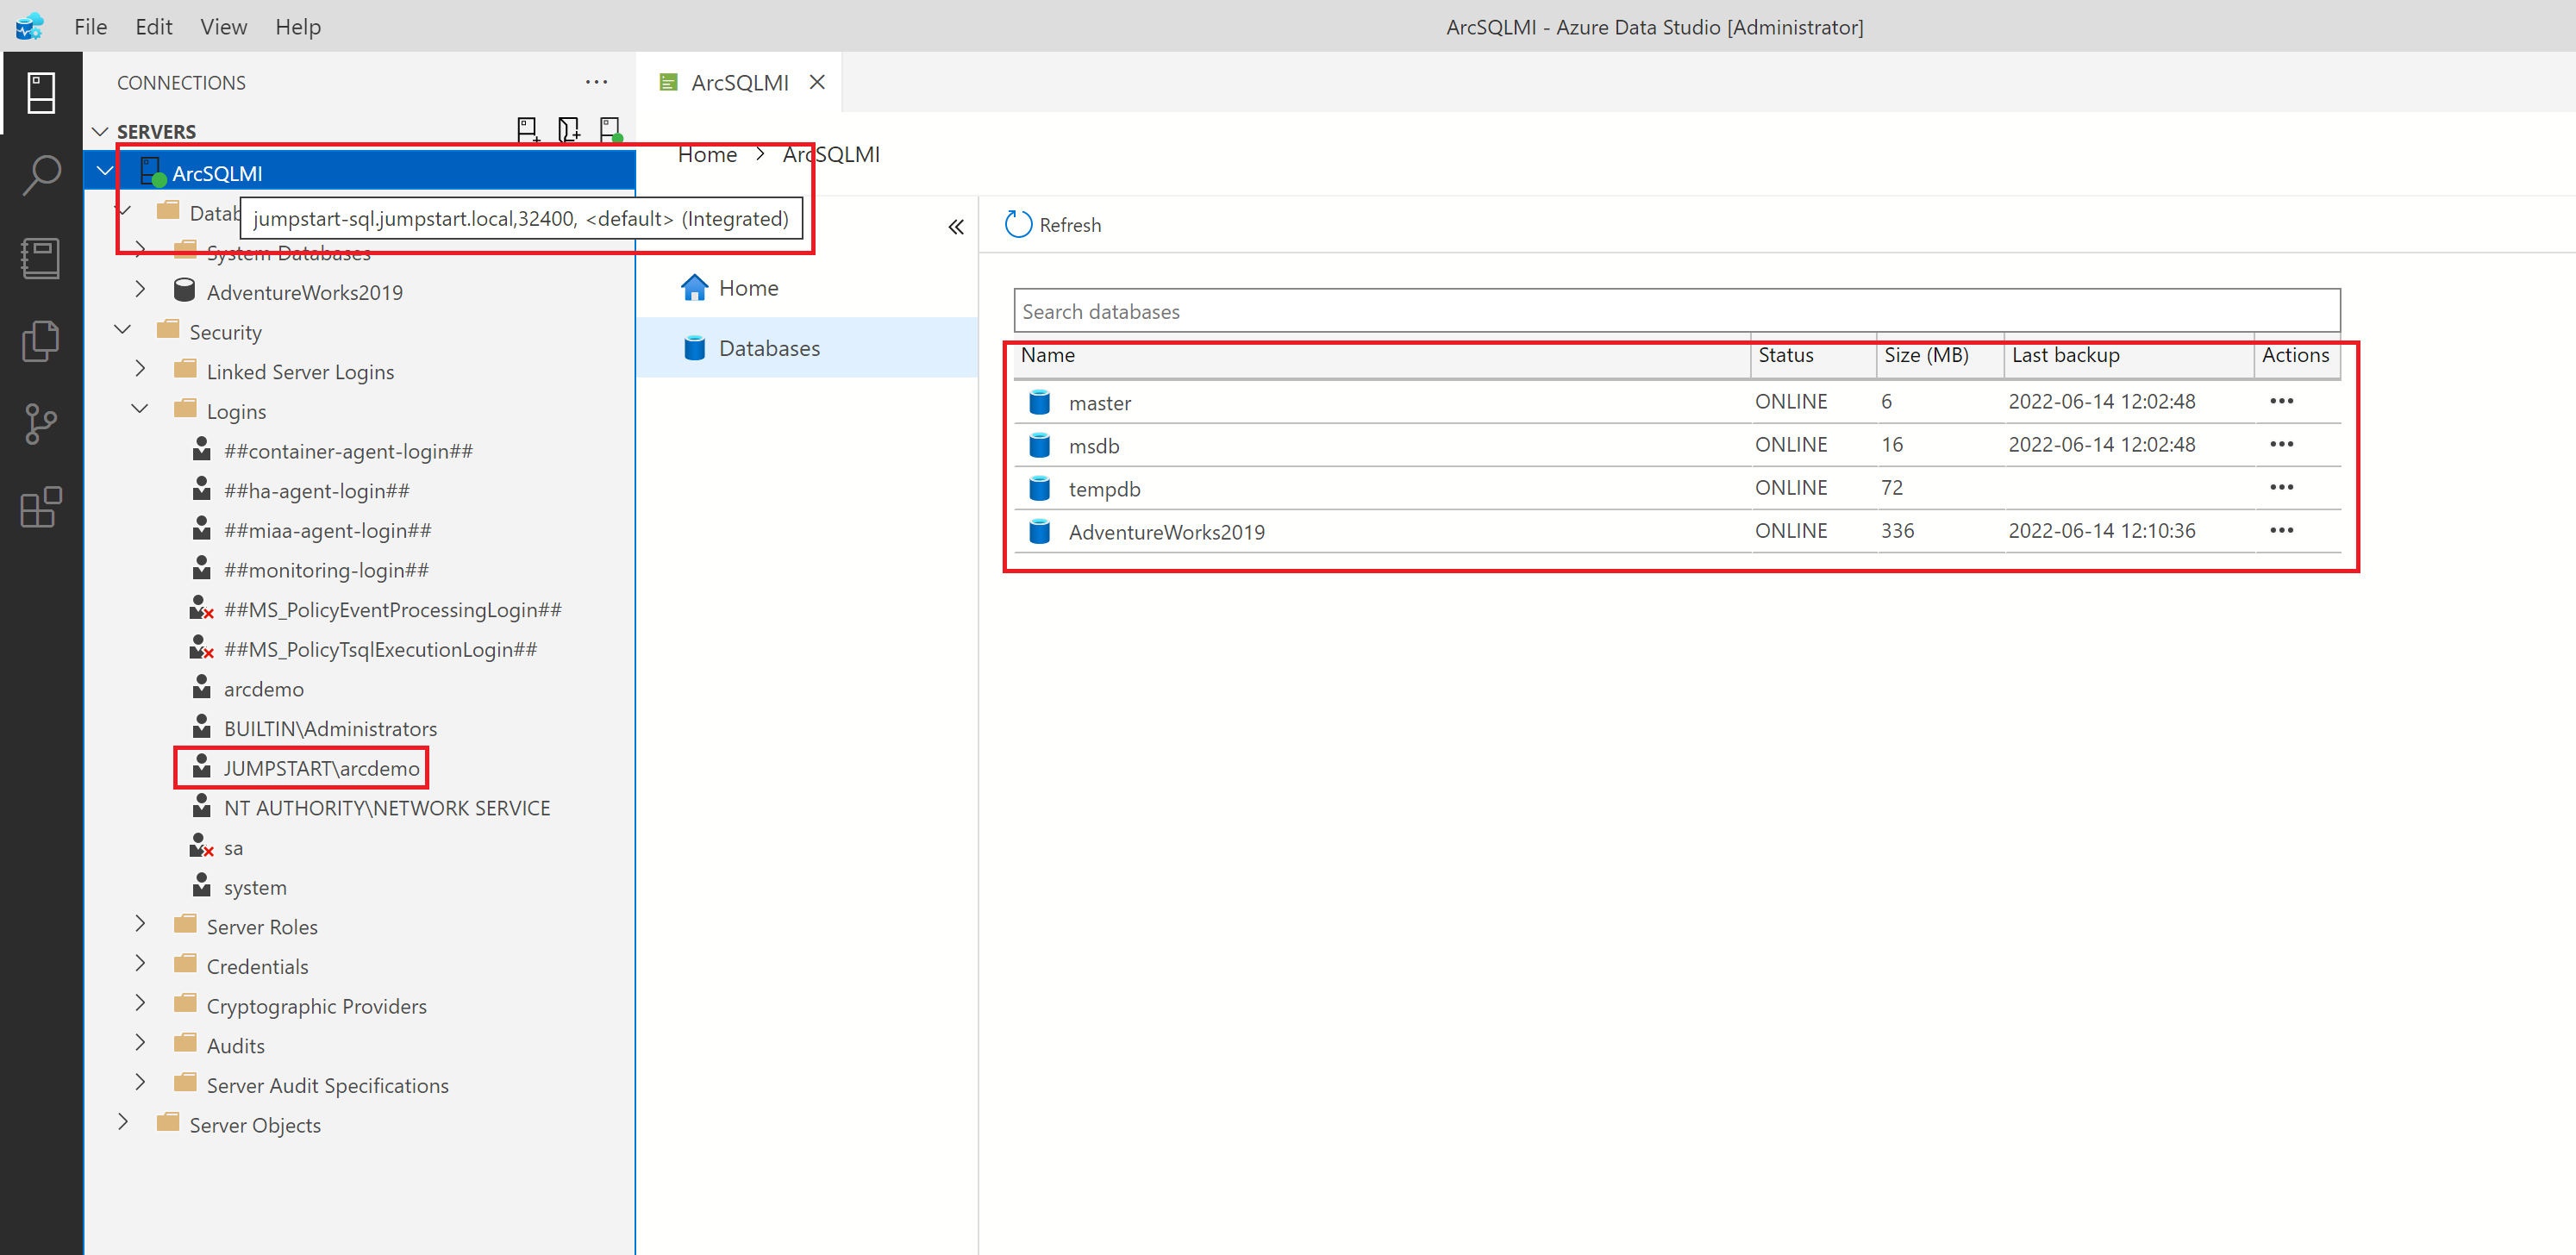 File Edit View Help
ArcSQLMI - Azure Data Studio [Administrator]
CONNECTIONS
SERVERS
ArcSQLMI
Datab
jumpstart-sql.jumpstart.local,32400, <default> (Integrated)
System Databases
AdventureWorks2019
Security
Linked Server Logins
Logins
##container-agent-login##
##ha-agent-login##
##miaa-agent-login##
##monitoring-login##
##MS_PolicyEventProcessingLogin##
##MS_PolicyTsqlExecutionLogin##
arcdemo
BUILTIN\Administrators
JUMPSTART\arcdemo
NT AUTHORITY\NETWORK SERVICE
sa
system
Server Roles
Credentials
Cryptographic Providers
Audits
Server Audit Specifications
Server Objects
ArcSQLMI
Home > ArcSQLMI
Home
Databases
Refresh
Search databases
Name Status Size (MB) Last backup Actions
master ONLINE 6 2022-06-14 12:02:48
msdb ONLINE 16 2022-06-14 12:02:48
tempdb ONLINE 72
AdventureWorks2019 ONLINE 336 2022-06-14 12:10:36